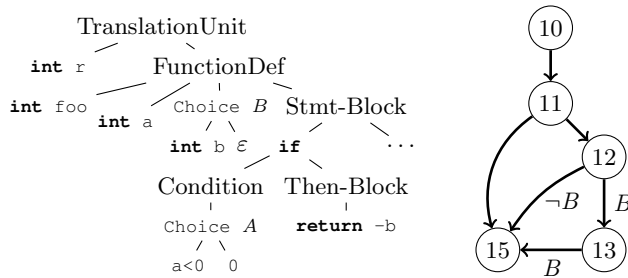 TranslationUnit
int r FunctionDef
int foo int a Choice B Stmt-Block
int b ε if ...
Condition Then-Block
Choice A return -b
a<0 0
10
11
12
¬B B
15 13
B